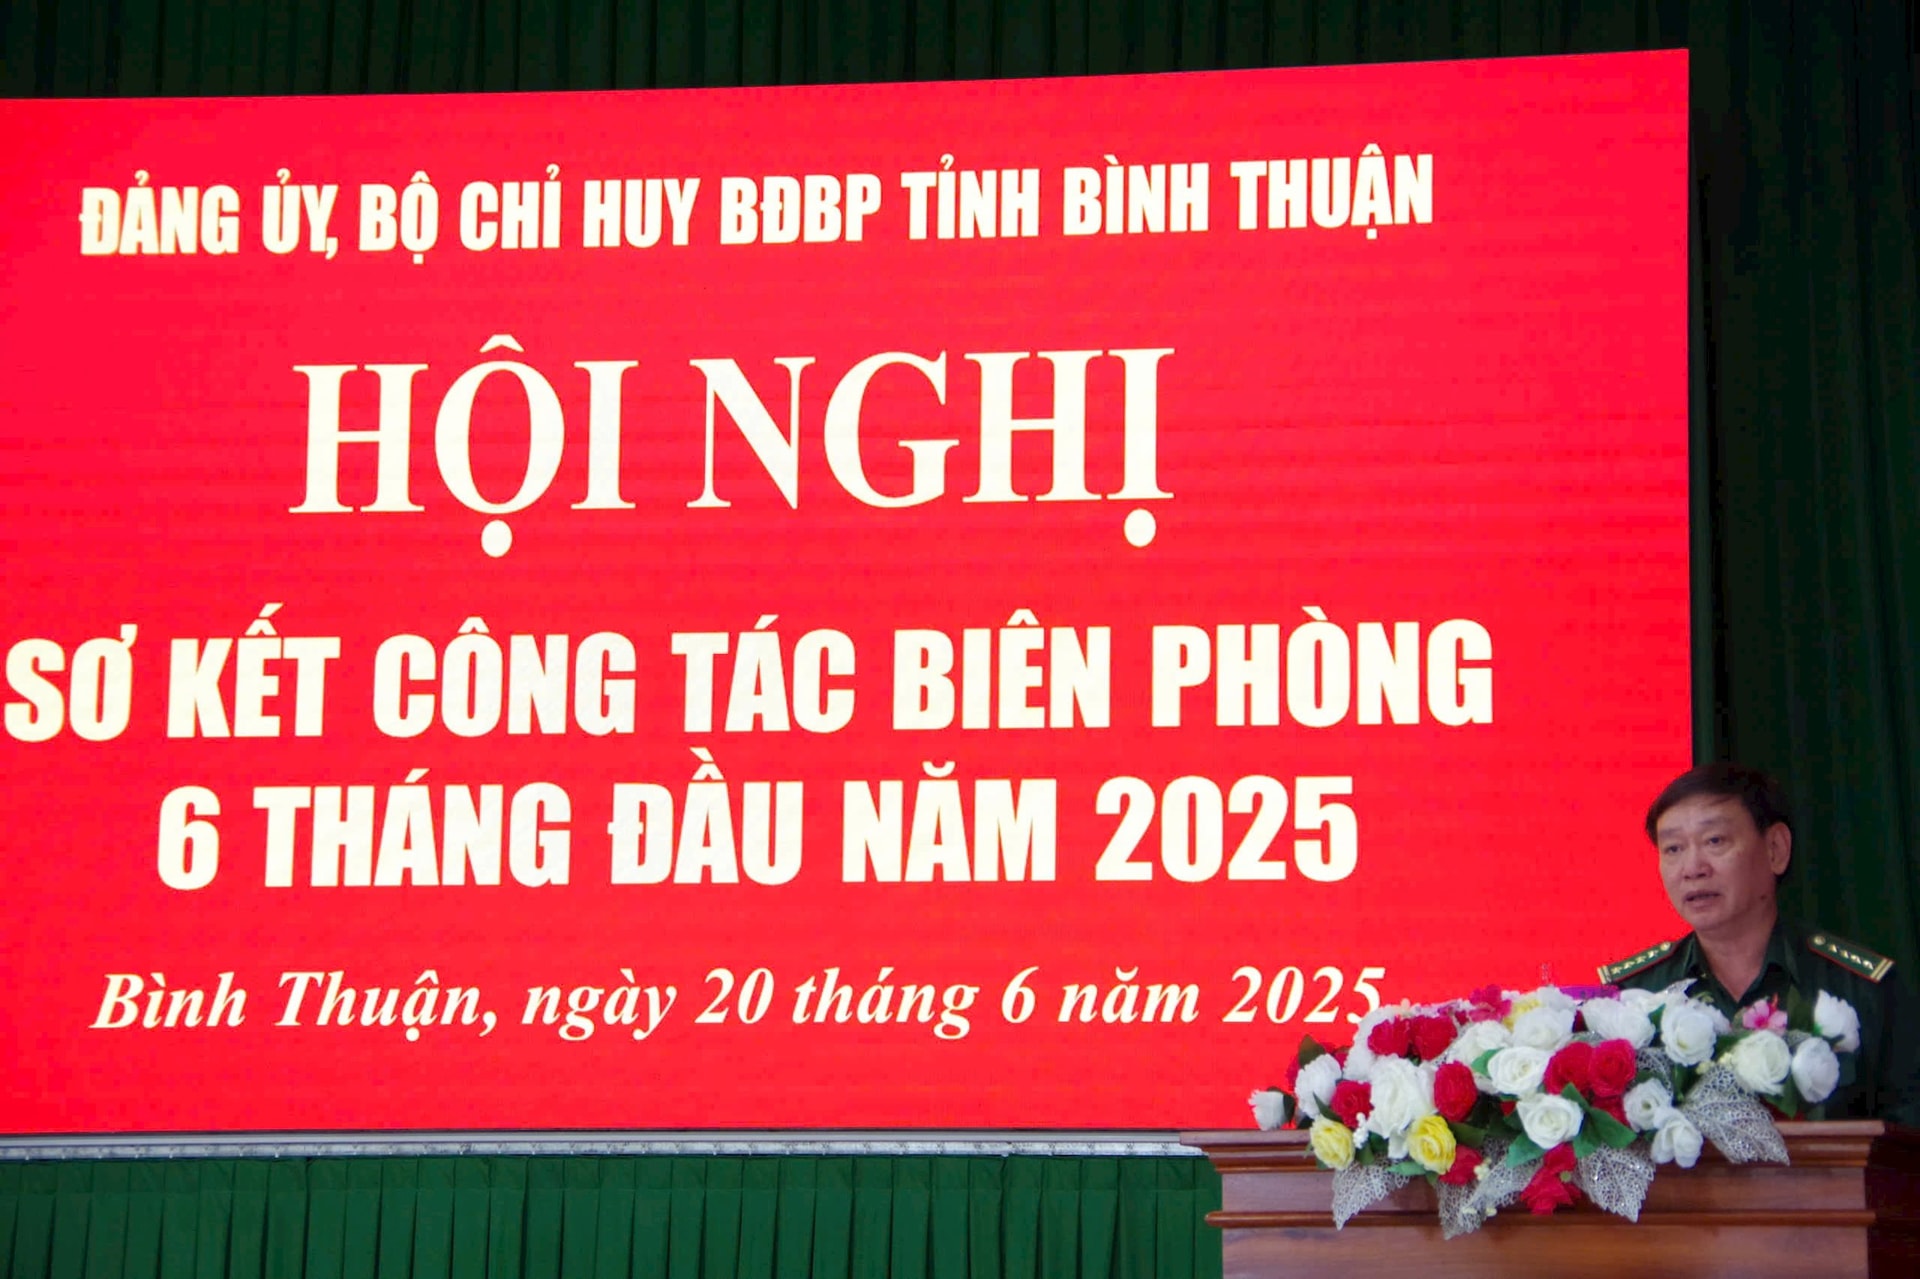 ĐẢNG ỦY, BỘ CHỈ HUY BĐBP TỈNH BÌNH THUẬN
HỘI NGHỊ
SƠ KẾT CÔNG TÁC BIÊN PHÒNG
6 THÁNG ĐẦU NĂM 2025
Bình Thuận, ngày 20 tháng 6 năm 2025